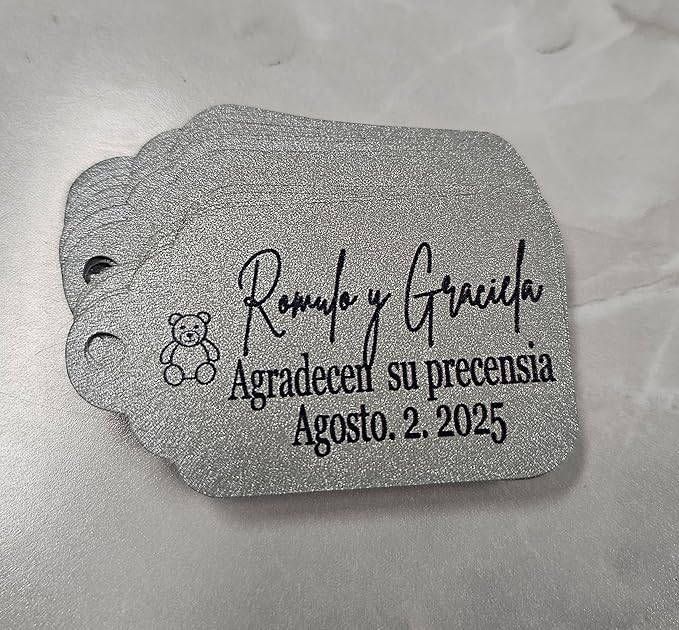 Romulo y Graciela
Agradecen su precensia
Agosto. 2. 2025